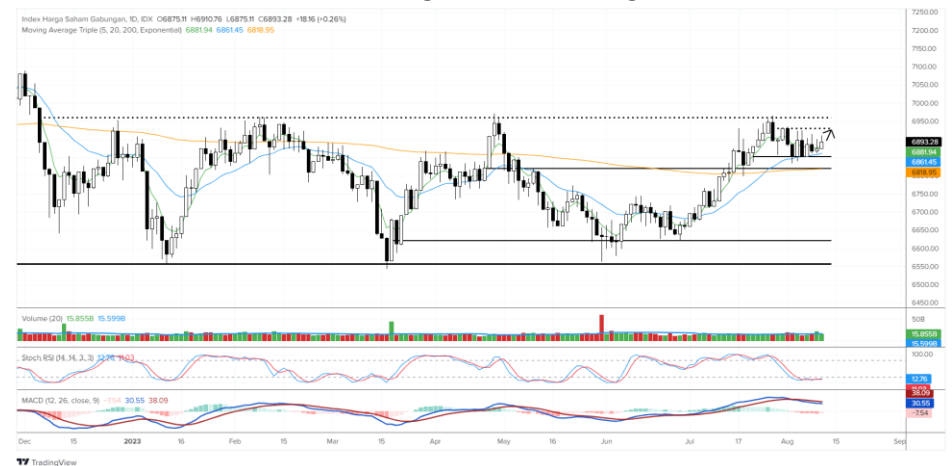 Index Harga Saham Gabungan, 1D, IDX O6875.11 H6910.76 L6875.11 C6893.28 +18.16 (+0.26%)
Moving Average Triple (5, 20, 200, Exponential) 6881.94 6861.45 6818.95
7250.00
7200.00
7150.00
7100.00
7050.00
7000.00
6950.00
6893.28
6881.94
6861.45
6818.95
6750.00
6700.00
6650.00
6600.00
6550.00
6500.00
6450.00
Volume (20) 15.855B 15.599B
50B
15.855B
15.599B
Stoch RSI (14, 14, 3, 3) 12.76 11.03
100.00
12.76
MACD (12, 26, close, 9) -7.54 30.55 38.09
38.09
30.55
-7.54
Dec 15 2023 16 Feb 15 Mar 15 Apr May 15 Jun Jul 17 Aug 15 Sep
TradingView